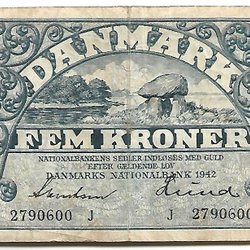 DANMARK
FEM KRONER
NATIONALBANKENS SEDLER INDLØSES MED GULD
EFTER GÆLDENDE LOV
DANMARKS NATIONALBANK 1942
2790600 J J 2790600